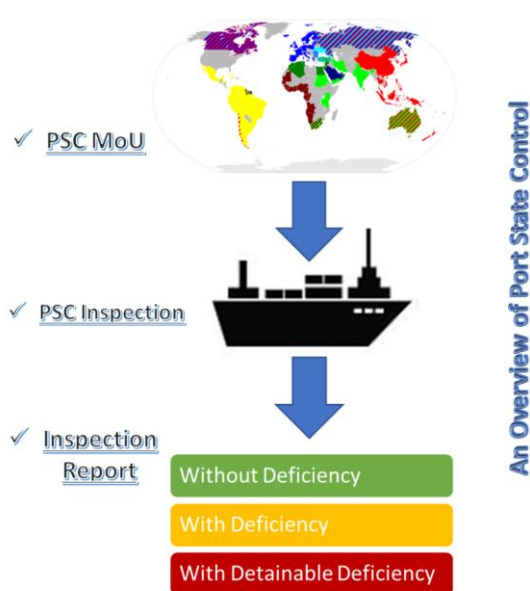 ✓ PSC MoU
✓ PSC Inspection
✓ Inspection
Report
Without Deficiency
With Deficiency
With Detainable Deficiency
An Overview of Port State Control